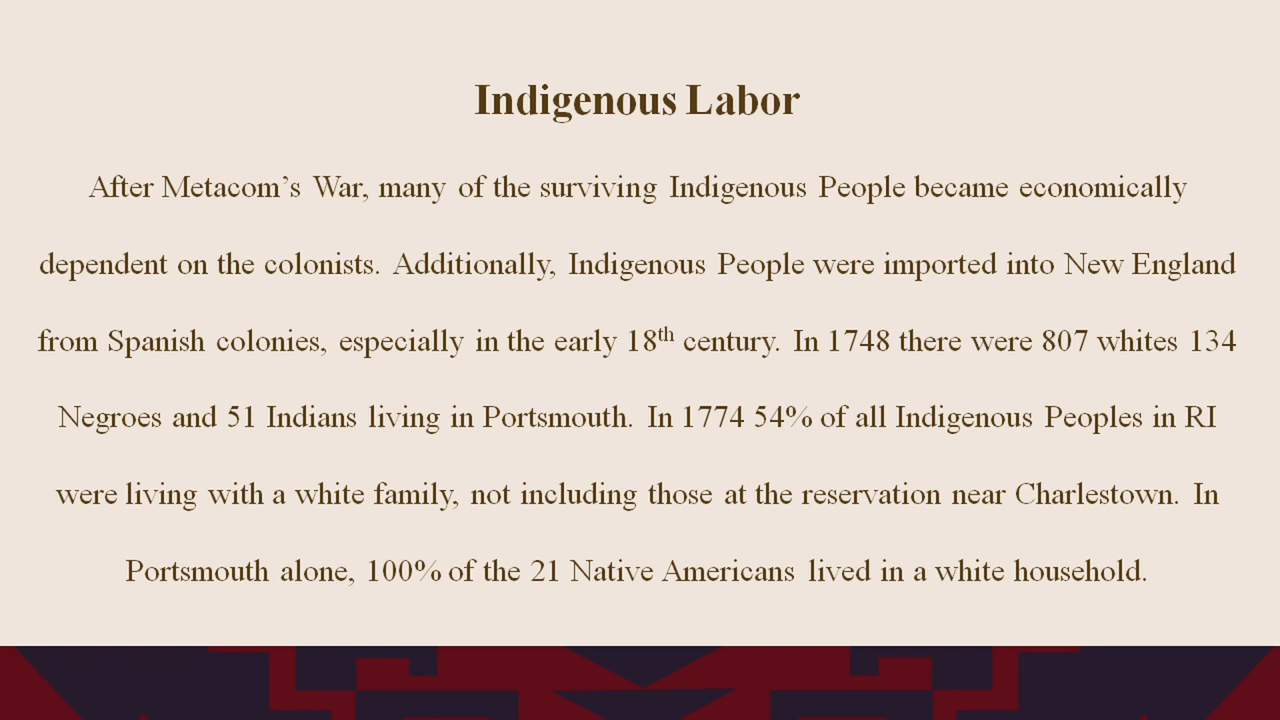 Indigenous Labor
After Metacom’s War, many of the surviving Indigenous People became economically
dependent on the colonists. Additionally, Indigenous People were imported into New England
from Spanish colonies, especially in the early 18th century. In 1748 there were 807 whites 134
Negroes and 51 Indians living in Portsmouth. In 1774 54% of all Indigenous Peoples in RI
were living with a white family, not including those at the reservation near Charlestown. In
Portsmouth alone, 100% of the 21 Native Americans lived in a white household.